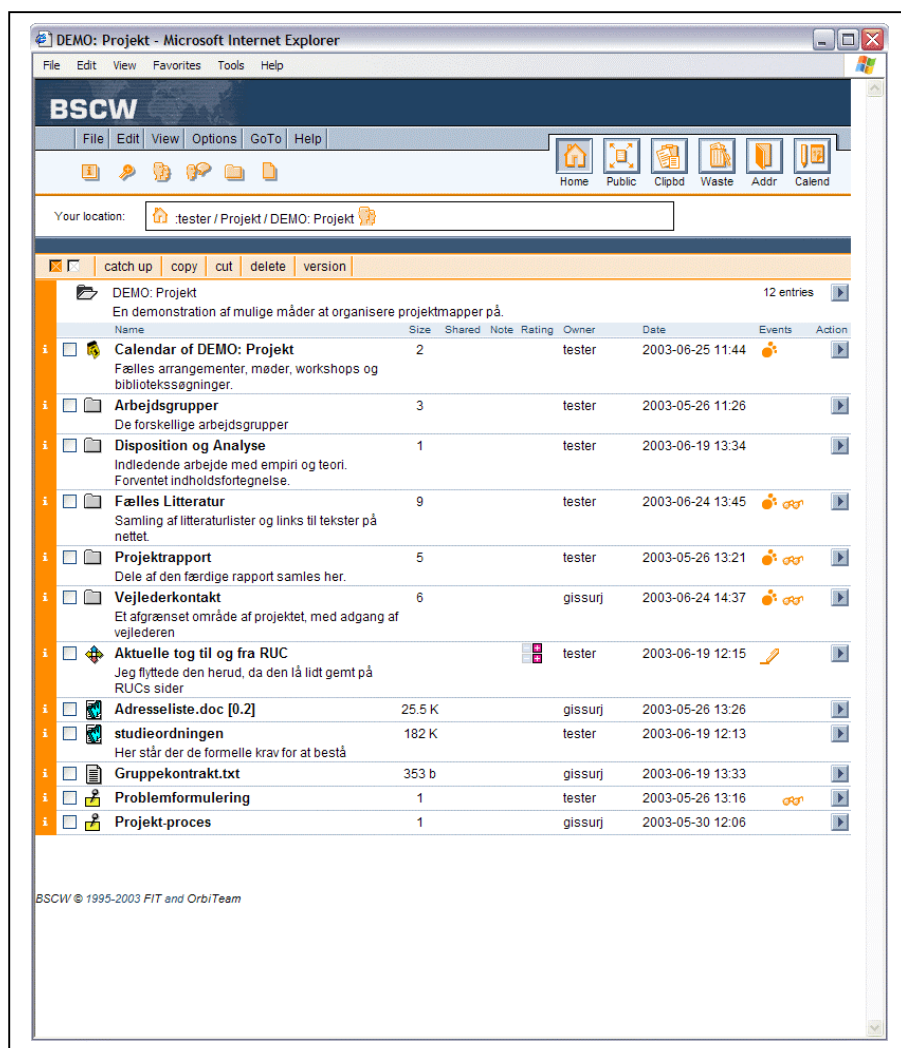 DEMO: Projekt - Microsoft Internet Explorer
File Edit View Favorites Tools Help
BSCW
File Edit View Options GoTo Help
Home Public Clipbd Waste Addr Calend
Your location: :tester / Projekt / DEMO: Projekt
catch up copy cut delete version
DEMO: Projekt 12 entries
En demonstration af mulige måder at organisere projektmapper på.
Name Size Shared Note Rating Owner Date Events Action
i Calendar of DEMO: Projekt 2 tester 2003-06-25 11:44
Fælles arrangementer, møder, workshops og
bibliotekssøgninger.
i Arbejdsgrupper 3 tester 2003-05-26 11:26
De forskellige arbejdsgrupper
i Disposition og Analyse 1 tester 2003-06-19 13:34
Indledende arbejde med empiri og teori.
Forventet indholdsfortegnelse.
i Fælles Litteratur 9 tester 2003-06-24 13:45
Samling af litteraturlister og links til tekster på
nettet.
i Projektrapport 5 tester 2003-05-26 13:21
Dele af den færdige rapport samles her.
i Vejlederkontakt 6 gissurj 2003-06-24 14:37
Et afgrænset område af projektet, med adgang af
vejlederen
i Aktuelle tog til og fra RUC tester 2003-06-19 12:15
Jeg flyttede den herud, da den lå lidt gemt på
RUCs sider
i Adresseliste.doc [0.2] 25.5 K gissurj 2003-05-26 13:26
i studieordningen 182 K tester 2003-06-19 12:13
Her står der de formelle krav for at bestå
i Gruppekontrakt.txt 353 b gissurj 2003-06-19 13:33
i Problemformulering 1 tester 2003-05-26 13:16
i Projekt-proces 1 gissurj 2003-05-30 12:06
BSCW © 1995-2003 FIT and OrbiTeam